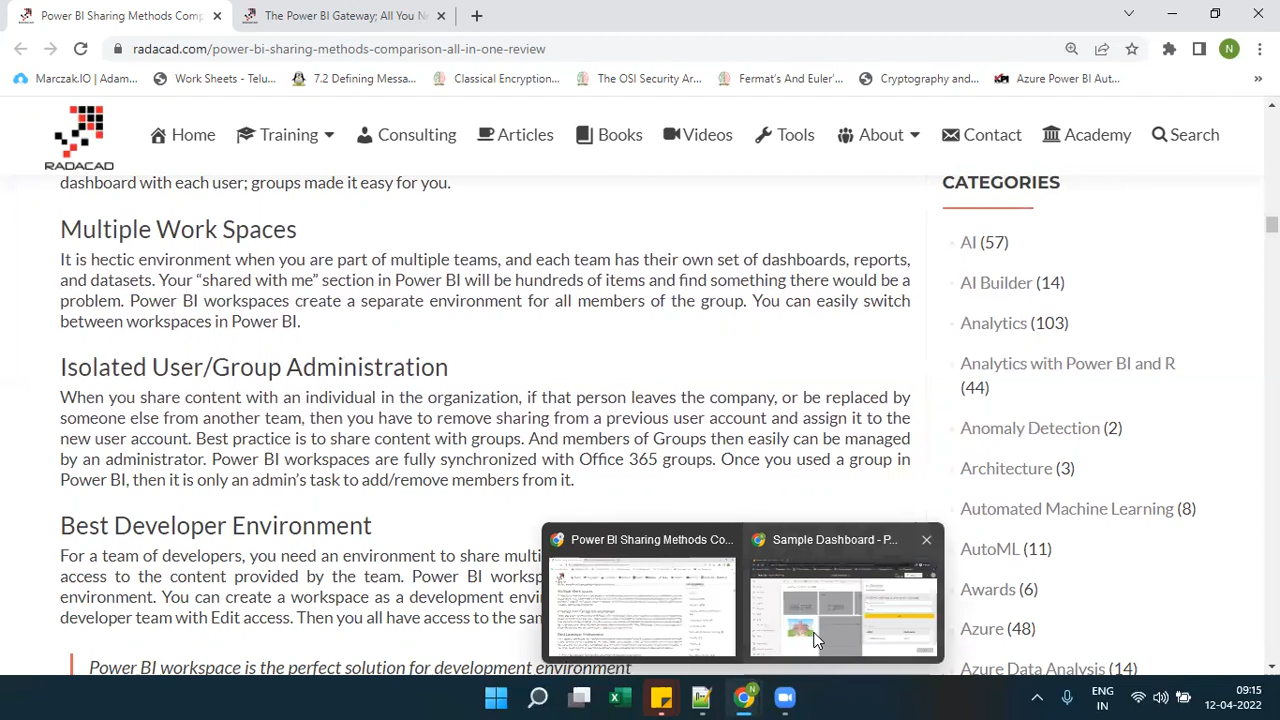 Power BI Sharing Methods Comp
The Power BI Gateway; All You N
radacad.com/power-bi-sharing-methods-comparison-all-in-one-review
N
Marczak.IO | Adam...
Work Sheets - Telu...
7.2 Defining Messa...
Classical Encryption...
The OSI Security Ar...
Fermat's And Euler'...
Cryptography and...
Azure Power BI Aut...
»
RADACAD
Home
Training
Consulting
Articles
Books
Videos
Tools
About
Contact
Academy
Search
dashboard with each user; groups made it easy for you.
Multiple Work Spaces
It is hectic environment when you are part of multiple teams, and each team has their own set of dashboards, reports,
and datasets. Your “shared with me” section in Power BI will be hundreds of items and find something there would be a
problem. Power BI workspaces create a separate environment for all members of the group. You can easily switch
between workspaces in Power BI.
Isolated User/Group Administration
When you share content with an individual in the organization, if that person leaves the company, or be replaced by
someone else from another team, then you have to remove sharing from a previous user account and assign it to the
new user account. Best practice is to share content with groups. And members of Groups then easily can be managed
by an administrator. Power BI workspaces are fully synchronized with Office 365 groups. Once you used a group in
Power BI, then it is only an admin’s task to add/remove members from it.
Best Developer Environment
For a team of developers, you need an environment to share multi
access to the content provided by the team. Power BI worksp
environment. You can create a workspace as a development envi
developer team with Edit access. Then you all have access to the sam
Power BI workspace is the perfect solution for development environment
CATEGORIES
AI (57)
AI Builder (14)
Analytics (103)
Analytics with Power BI and R
(44)
Anomaly Detection (2)
Architecture (3)
Automated Machine Learning (8)
AutoML (11)
Awards (6)
Azure (48)
Azure Data Analysis (14)
Power BI Sharing Methods Co...
Sample Dashboard - P...
ENG
IN
09:15
12-04-2022